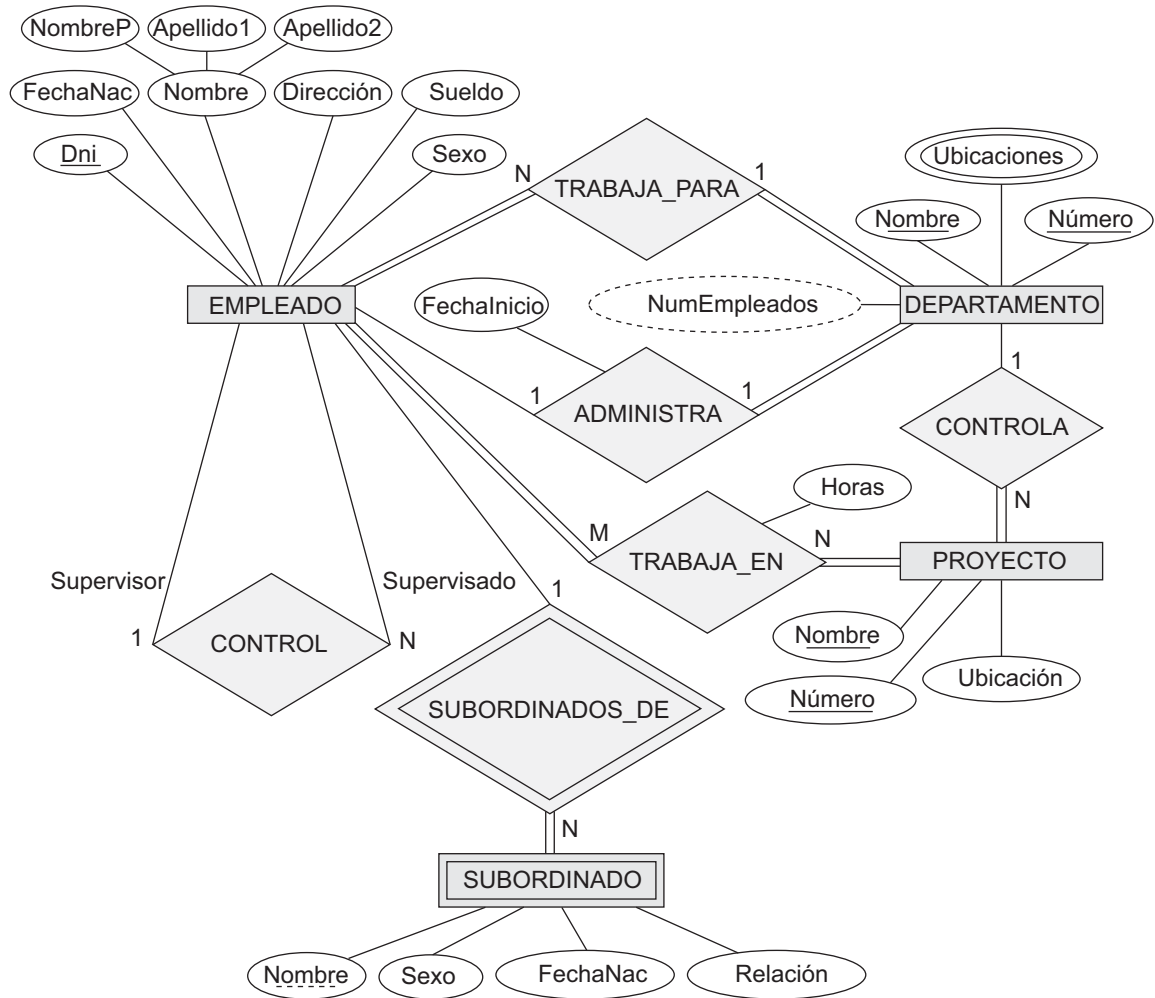 NombreP Apellido1 Apellido2
FechaNac Nombre Dirección Sueldo
Dni Sexo
N TRABAJA_PARA 1
Ubicaciones
Nombre Número
EMPLEADO FechaInicio NumEmpleados DEPARTAMENTO
1 ADMINISTRA 1
1
CONTROLA
N
Horas
M TRABAJA_EN N
PROYECTO
Supervisor Supervisado
1 CONTROL N
1
Nombre
Número
Ubicación
SUBORDINADOS_DE
N
SUBORDINADO
Nombre Sexo FechaNac Relación